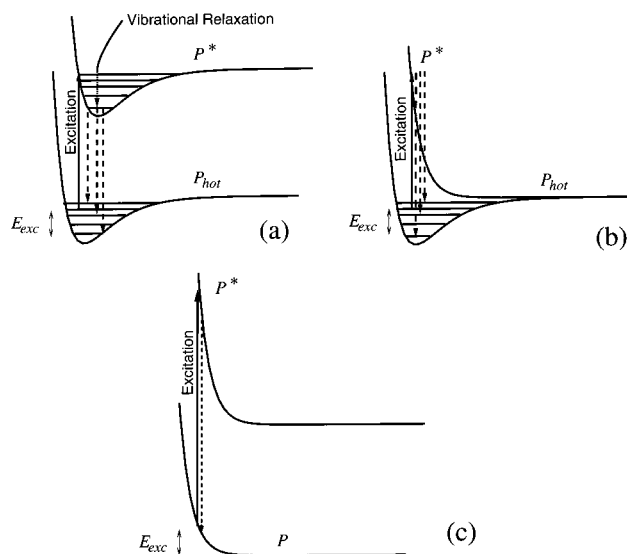 Vibrational Relaxation
P*
Excitation
P_hot
E_exc
(a)
P*
Excitation
P_hot
E_exc
(b)
P*
Excitation
E_exc
P
(c)